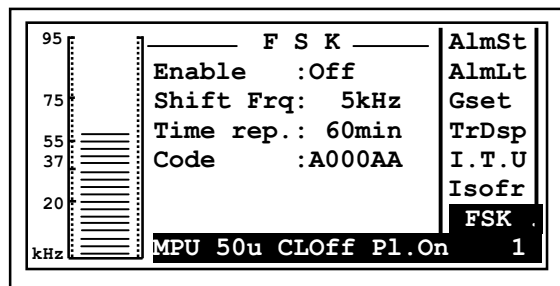 95
75
55
37
20
kHz
F S K
Enable :Off
Shift Frq: 5kHz
Time rep.: 60min
Code :A000AA
AlmSt
AlmLt
Gset
TrDsp
I.T.U
Isofr
FSK .
MPU 50u CLOff Pl.On 1